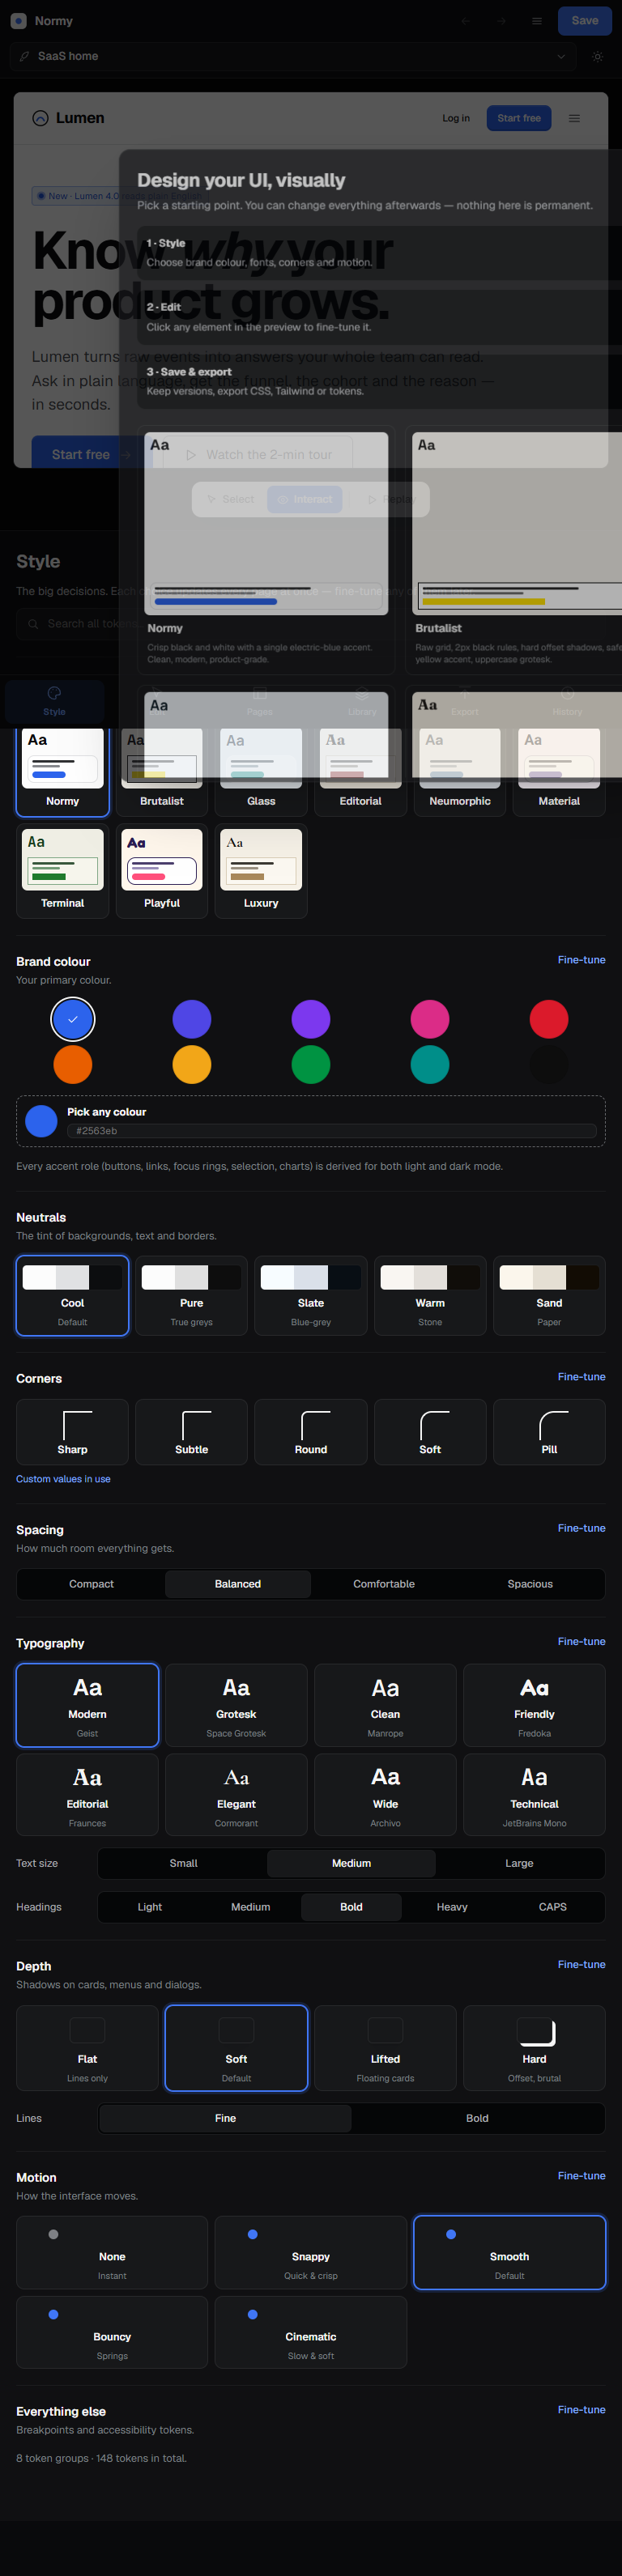 Normy
Save
SaaS home
Lumen
Log in
Start free
New · Lumen 4.0
Know why your
product grows.
Lumen turns raw events into answers your whole team can read.
Ask in plain language, get the funnel, the cohort and the reason —
in seconds.
Start free
Watch the 2-min tour
Design your UI, visually
Pick a starting point. You can change everything afterwards — nothing here is permanent.
1 · Style
Choose brand colour, fonts, corners and motion.
2 · Edit
Click any element in the preview to fine-tune it.
3 · Save & export
Keep versions, export CSS, Tailwind or tokens.
Aa
Aa
Select
Interact
Replay
Normy
Crisp black and white with a single electric-blue accent.
Clean, modern, product-grade.
Brutalist
Raw grid, 2px black rules, hard offset shadows,
yellow accent, uppercase grotesk.
Aa
Aa
Style
The big decisions. Each
at once — fine-tune any
Search all tokens
Style
Pages
Library
Export
History
Aa
Normy
Aa
Brutalist
Aa
Glass
Aa
Editorial
Aa
Neumorphic
Aa
Material
Aa
Terminal
Aa
Playful
Aa
Luxury
Brand colour
Fine-tune
Your primary colour.
Pick any colour
#2563eb
Every accent role (buttons, links, focus rings, selection, charts) is derived for both light and dark mode.
Neutrals
The tint of backgrounds, text and borders.
Cool
Default
Pure
True greys
Slate
Blue-grey
Warm
Stone
Sand
Paper
Corners
Fine-tune
Sharp
Subtle
Round
Soft
Pill
Custom values in use
Spacing
Fine-tune
How much room everything gets.
Compact
Balanced
Comfortable
Spacious
Typography
Fine-tune
Aa
Modern
Geist
Aa
Grotesk
Space Grotesk
Aa
Clean
Manrope
Aa
Friendly
Fredoka
Aa
Editorial
Fraunces
Aa
Elegant
Cormorant
Aa
Wide
Archivo
Aa
Technical
JetBrains Mono
Text size
Small
Medium
Large
Headings
Light
Medium
Bold
Heavy
CAPS
Depth
Fine-tune
Shadows on cards, menus and dialogs.
Flat
Lines only
Soft
Default
Lifted
Floating cards
Hard
Offset, brutal
Lines
Fine
Bold
Motion
Fine-tune
How the interface moves.
None
Instant
Snappy
Quick & crisp
Smooth
Default
Bouncy
Springs
Cinematic
Slow & soft
Everything else
Fine-tune
Breakpoints and accessibility tokens.
8 token groups · 148 tokens in total.